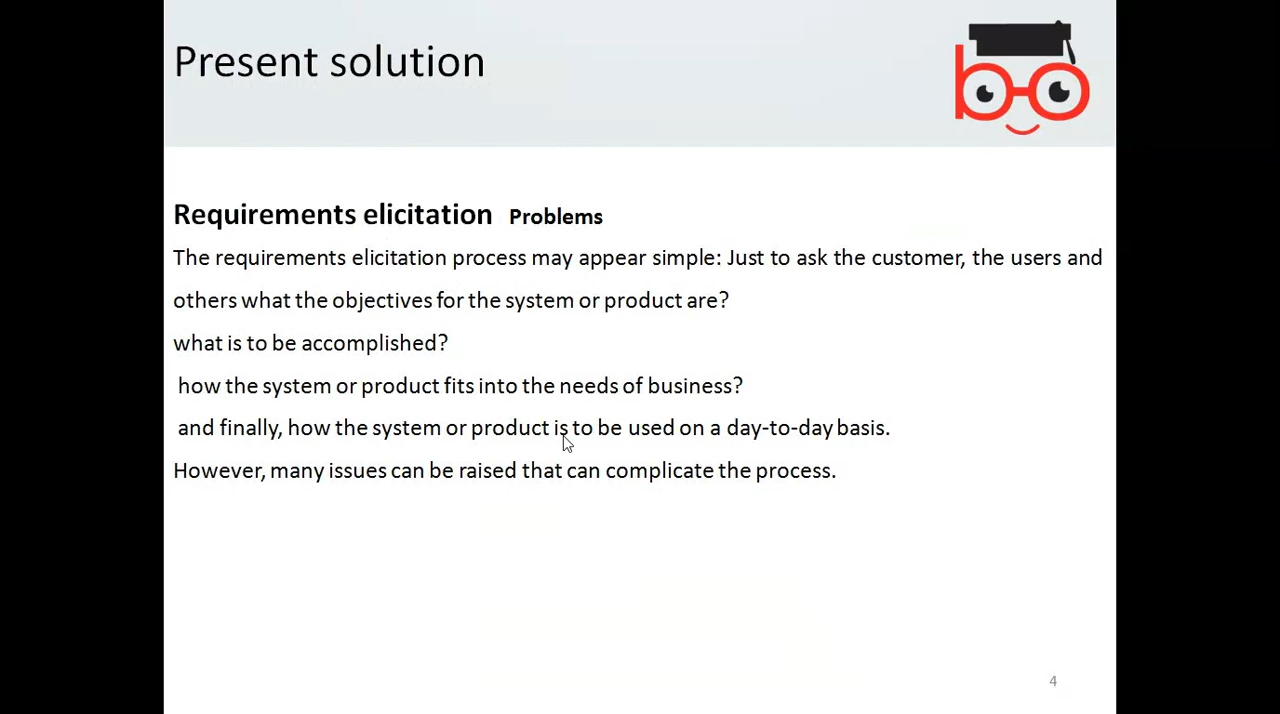 Present solution
bo
Requirements elicitation Problems
The requirements elicitation process may appear simple: Just to ask the customer, the users and
others what the objectives for the system or product are?
what is to be accomplished?
how the system or product fits into the needs of business?
and finally, how the system or product is to be used on a day-to-day basis.
However, many issues can be raised that can complicate the process.
4